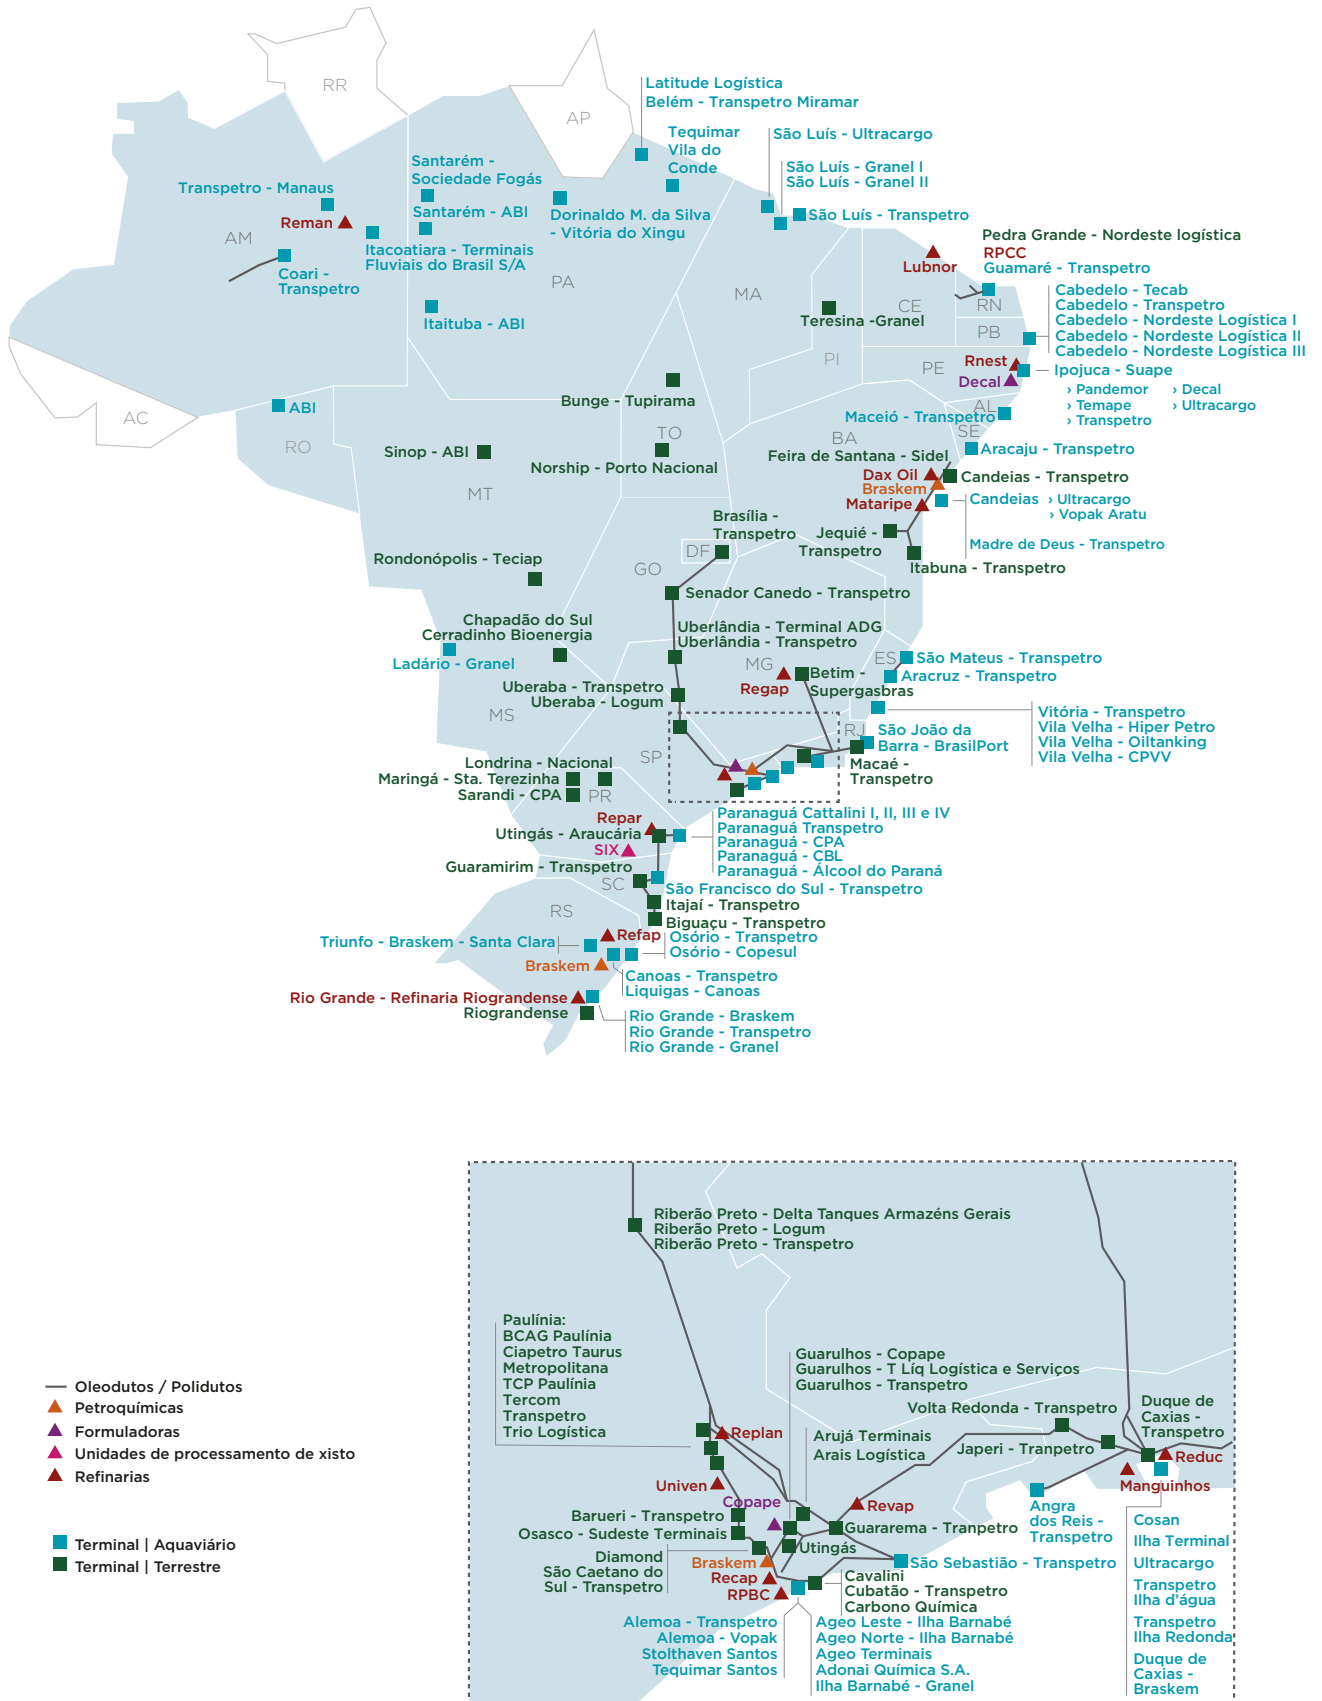 RR
AP
Latitude Logística
Belém - Transpetro Miramar
Tequimar
Vila do
Conde
São Luís - Ultracargo
São Luís - Granel I
São Luís - Granel II
São Luís - Transpetro
Santarém -
Sociedade Fogás
Santarém - ABI
Transpetro - Manaus
Reman
AM
Itacoatiara - Terminais
Fluviais do Brasil S/A
Coari -
Transpetro
Dorinaldo M. da Silva
- Vitória do Xingu
PA
Itaituba - ABI
MA
Pedra Grande - Nordeste logística
RPCC
Guamaré - Transpetro
Lubnor
CE
RN
PB
Cabedelo - Tecab
Cabedelo - Transpetro
Cabedelo - Nordeste Logística I
Cabedelo - Nordeste Logística II
Cabedelo - Nordeste Logística III
Teresina -Granel
PI
PE
Rnest
Decal
Ipojuca - Suape
› Pandemor
› Decal
› Temape
› Ultracargo
› Transpetro
AL
Maceió - Transpetro
SE
Aracaju - Transpetro
AC
ABI
RO
Bunge - Tupirama
TO
Norship - Porto Nacional
Sinop - ABI
MT
BA
Feira de Santana - Sidel
Dax Oil
Braskem
Mataripe
Candeias - Transpetro
Candeias
› Ultracargo
› Vopak Aratu
Madre de Deus - Transpetro
Jequié -
Transpetro
Itabuna - Transpetro
Brasília -
Transpetro
DF
GO
Rondonópolis - Teciap
Senador Canedo - Transpetro
Chapadão do Sul
Cerradinho Bioenergia
Ladário - Granel
Uberlândia - Terminal ADG
Uberlândia - Transpetro
MG
Regap
Betim -
Supergasbras
ES
São Mateus - Transpetro
Aracruz - Transpetro
Uberaba - Transpetro
Uberaba - Logum
MS
Vitória - Transpetro
Vila Velha - Hiper Petro
Vila Velha - Oiltanking
Vila Velha - CPVV
SP
RJ
São João da
Barra - BrasilPort
Macaé -
Transpetro
Londrina - Nacional
Maringá - Sta. Terezinha
Sarandi - CPA
PR
Repar
Utingás - Araucária
SIX
Paranaguá Cattalini I, II, III e IV
Paranaguá Transpetro
Paranaguá - CPA
Paranaguá - CBL
Paranaguá - Álcool do Paraná
Guaramirim - Transpetro
SC
São Francisco do Sul - Transpetro
Itajaí - Transpetro
Biguaçu - Transpetro
RS
Refap
Osório - Transpetro
Osório - Copesul
Triunfo - Braskem - Santa Clara
Braskem
Canoas - Transpetro
Liquigas - Canoas
Rio Grande - Refinaria Riograndense
Riograndense
Rio Grande - Braskem
Rio Grande - Transpetro
Rio Grande - Granel
Riberão Preto - Delta Tanques Armazéns Gerais
Riberão Preto - Logum
Riberão Preto - Transpetro
Paulínia:
BCAG Paulínia
Ciapetro Taurus
Metropolitana
TCP Paulínia
Tercom
Transpetro
Trio Logística
Guarulhos - Copape
Guarulhos - T Líq Logística e Serviços
Guarulhos - Transpetro
Volta Redonda - Transpetro
Duque de
Caxias -
Transpetro
Replan
Arujá Terminais
Arais Logística
Japeri - Tranpetro
Reduc
Manguinhos
Univen
Copape
Revap
Barueri - Transpetro
Osasco - Sudeste Terminais
Guararema - Tranpetro
Utingás
Angra
dos Reis -
Transpetro
Cosan
Ilha Terminal
Ultracargo
Transpetro
Ilha d’água
Transpetro
Ilha Redonda
Duque de
Caxias -
Braskem
Diamond
São Caetano do
Sul - Transpetro
Braskem
Recap
RPBC
São Sebastião - Transpetro
Cavalini
Cubatão - Transpetro
Carbono Química
Alemoa - Transpetro
Alemoa - Vopak
Stolthaven Santos
Tequimar Santos
Ageo Leste - Ilha Barnabé
Ageo Norte - Ilha Barnabé
Ageo Terminais
Adonai Química S.A.
Ilha Barnabé - Granel
Oleodutos / Polidutos
Petroquímicas
Formuladoras
Unidades de processamento de xisto
Refinarias
Terminal | Aquaviário
Terminal | Terrestre